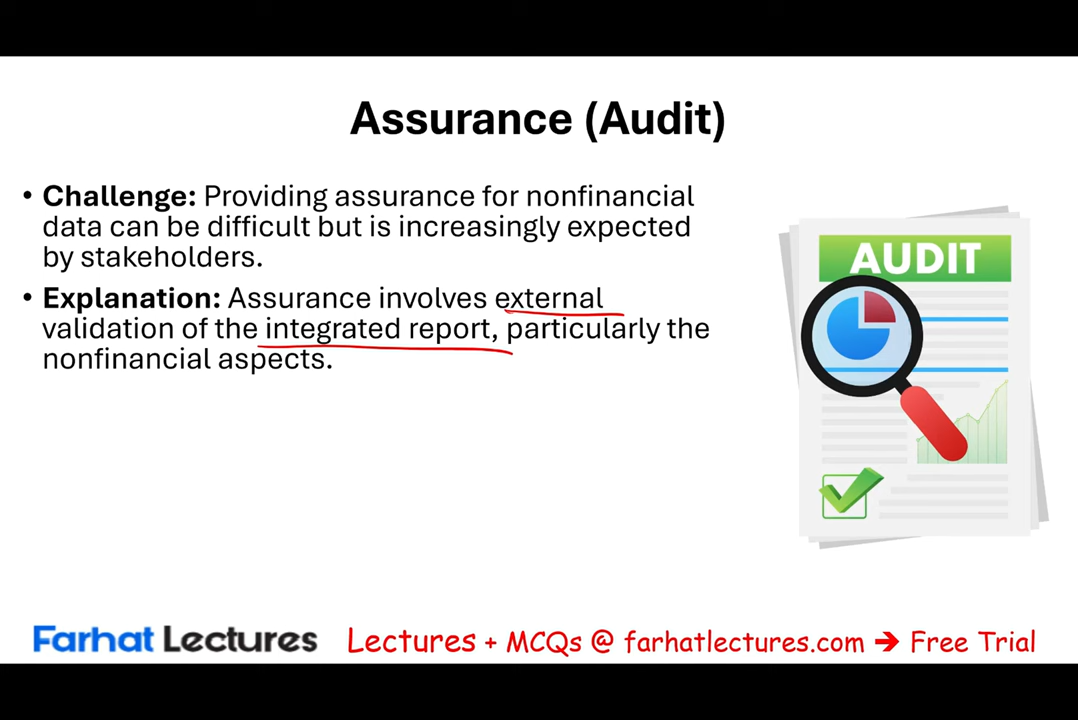 Assurance (Audit)
• Challenge: Providing assurance for nonfinancial
data can be difficult but is increasingly expected
by stakeholders.
• Explanation: Assurance involves external
validation of the integrated report, particularly the
nonfinancial aspects.
AUDIT
Farhat Lectures
Lectures + MCQs @ farhatlectures.com ➔ Free Trial